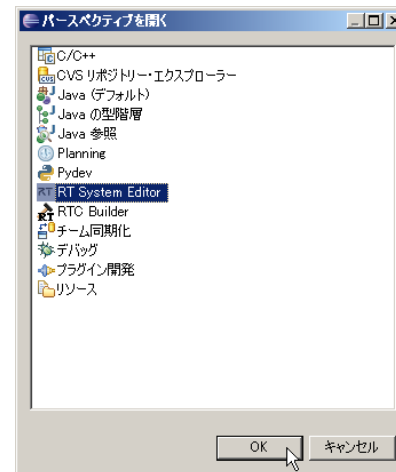 パースペクティブを開く
C/C++
CVS リポジトリー・エクスプローラー
Java (デフォルト)
Java の型階層
Java 参照
Planning
Pydev
RT System Editor
RTC Builder
チーム同期化
デバッグ
プラグイン開発
リソース
OK
キャンセル